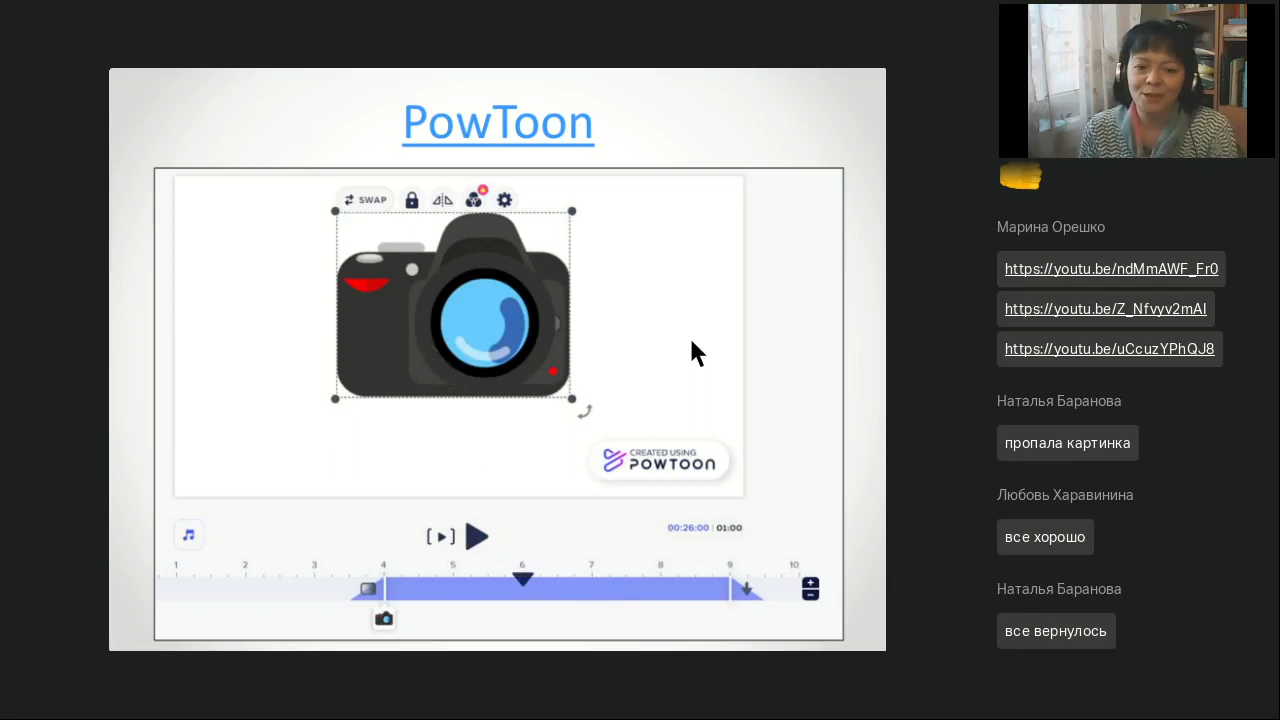 PowToon
SWAP
CREATED USING
POWTOON
00:26:00 | 01:00
1 2 3 4 5 6 7 8 9 10
Марина Орешко
https://youtu.be/ndMmAWF_Fr0
https://youtu.be/Z_Nfvyv2mAI
https://youtu.be/uCcuzYPhQJ8
Наталья Баранова
пропала картинка
Любовь Харавинина
все хорошо
Наталья Баранова
все вернулось